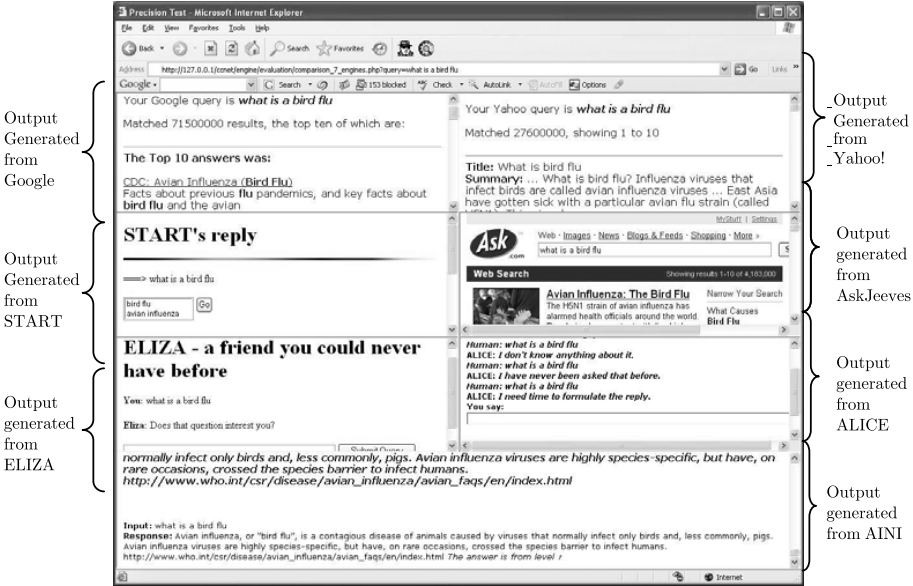 Precision Test - Microsoft Internet Explorer
File Edit View Favorites Tools Help
Back Search Favorites
Address http://127.0.0.1/ccnet/engine/evaluation/comparison_7_engines.php?query=what is a bird flu Go Links »
Google Search 153 blocked Check AutoLink AutoFill Options
Output
Generated
from
Google
Your Google query is what is a bird flu
Matched 71500000 results, the top ten of which are:
The Top 10 answers was:
CDC: Avian Influenza (Bird Flu)
Facts about previous flu pandemics, and key facts about
bird flu and the avian
Your Yahoo query is what is a bird flu
Matched 27600000, showing 1 to 10
Title: What is bird flu
Summary: ... What is bird flu? Influenza viruses that
infect birds are called avian influenza viruses ... East Asia
have gotten sick with a particular avian flu strain (called
Output
Generated
from
Yahoo!
Output
Generated
from
START
START's reply
===> what is a bird flu
bird flu
avian influenza
Go
MyStuff | Settings
Ask.com
Web · Images · News · Blogs & Feeds · Shopping · More »
what is a bird flu S
Web Search Showing results 1-10 of 4,183,000
Avian Influenza: The Bird Flu
The H5N1 strain of avian influenza has
alarmed health officials around the world.
Narrow Your Search
What Causes
Bird Flu
Output
generated
from
AskJeeves
Output
generated
from
ELIZA
ELIZA - a friend you could never
have before
You: what is a bird flu
Eliza: Does that question interest you?
Submit Query
Human: what is a bird flu
ALICE: I don't know anything about it.
Human: what is a bird flu
ALICE: I have never been asked that before.
Human: what is a bird flu
ALICE: I need time to formulate the reply.
You say:
Output
generated
from
ALICE
normally infect only birds and, less commonly, pigs. Avian influenza viruses are highly species-specific, but have, on
rare occasions, crossed the species barrier to infect humans.
http://www.who.int/csr/disease/avian_influenza/avian_faqs/en/index.html
Input: what is a bird flu
Response: Avian influenza, or "bird flu", is a contagious disease of animals caused by viruses that normally infect only birds and, less commonly, pigs.
Avian influenza viruses are highly species-specific, but have, on rare occasions, crossed the species barrier to infect humans.
http://www.who.int/csr/disease/avian_influenza/avian_faqs/en/index.html The answer is from level
Output
generated
from AINI
Internet